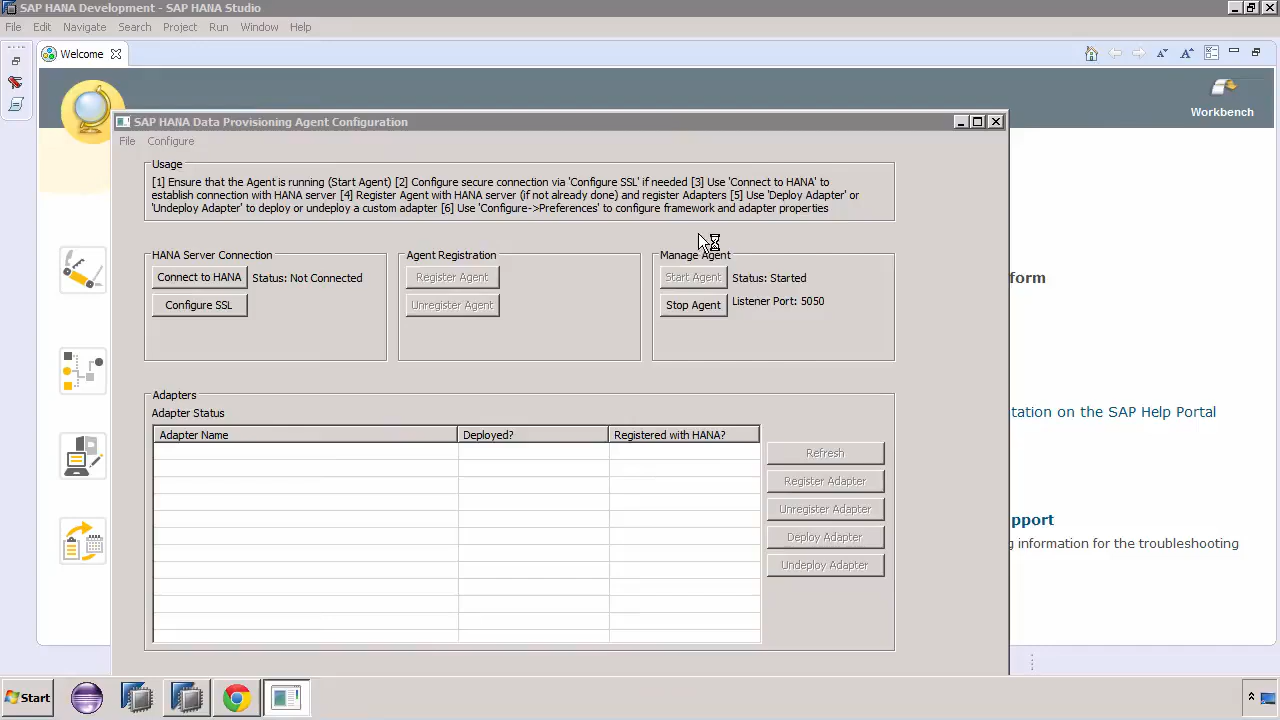 SAP HANA Development - SAP HANA Studio
File Edit Navigate Search Project Run Window Help
Welcome
Workbench
SAP HANA Data Provisioning Agent Configuration
File Configure
Usage
[1] Ensure that the Agent is running (Start Agent) [2] Configure secure connection via 'Configure SSL' if needed [3] Use 'Connect to HANA' to
establish connection with HANA server [4] Register Agent with HANA server (if not already done) and register Adapters [5] Use 'Deploy Adapter' or
'Undeploy Adapter' to deploy or undeploy a custom adapter [6] Use 'Configure->Preferences' to configure framework and adapter properties
HANA Server Connection
Connect to HANA Status: Not Connected
Configure SSL
Agent Registration
Register Agent
Unregister Agent
Manage Agent
Start Agent Status: Started
Stop Agent Listener Port: 5050
form
tation on the SAP Help Portal
pport
g information for the troubleshooting
Adapters
Adapter Status
Adapter Name Deployed? Registered with HANA?
Refresh
Register Adapter
Unregister Adapter
Deploy Adapter
Undeploy Adapter
Start